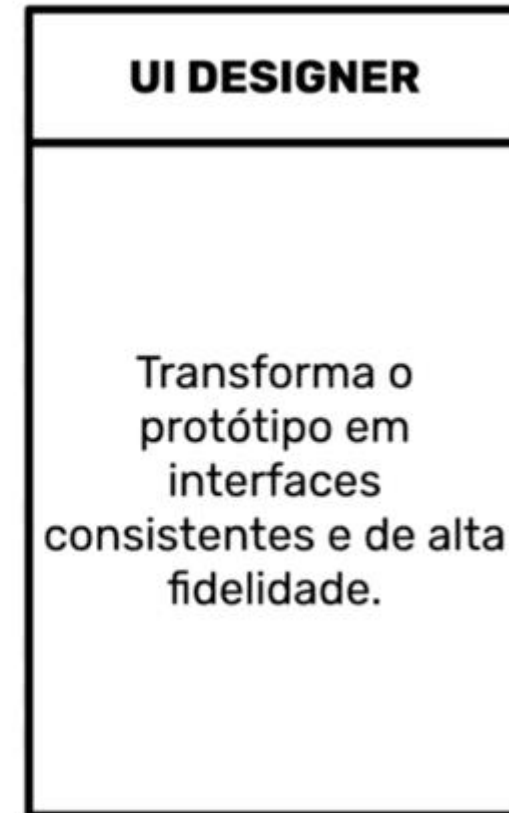 UI DESIGNER
Transforma o
protótipo em
interfaces
consistentes e de alta
fidelidade.